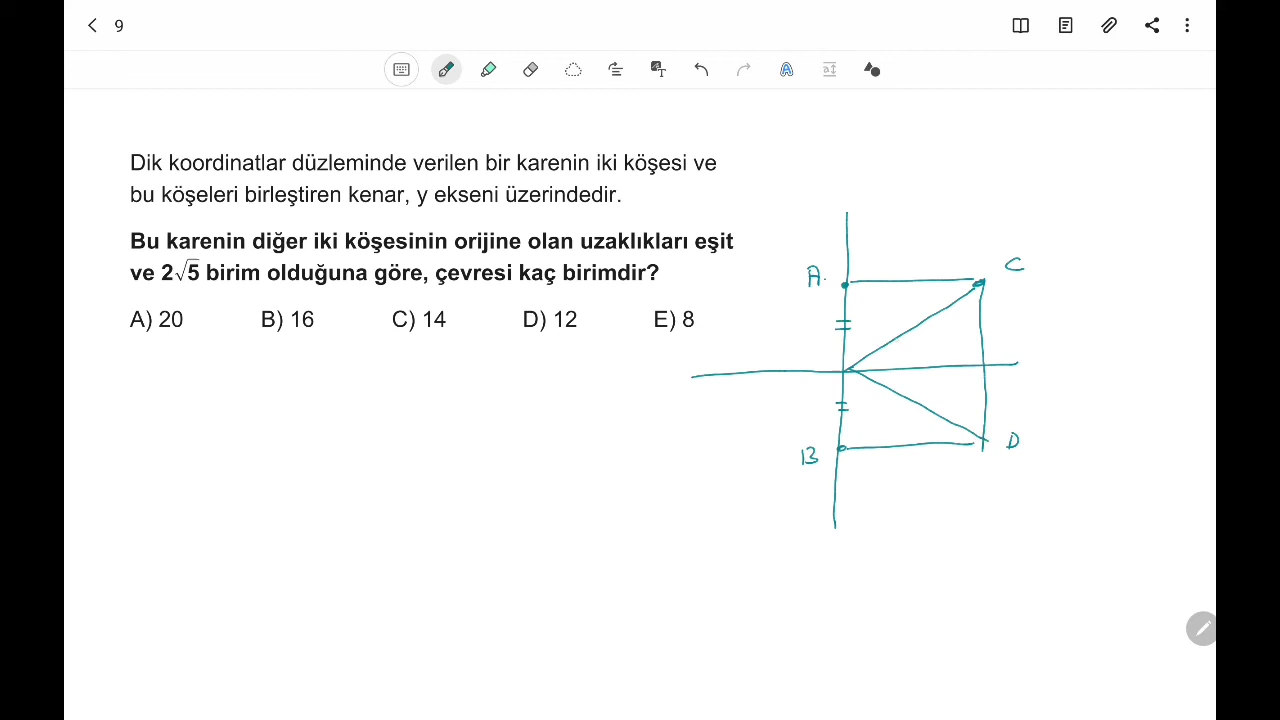 9
Dik koordinatlar düzleminde verilen bir karenin iki köşesi ve
bu köşeleri birleştiren kenar, y ekseni üzerindedir.
Bu karenin diğer iki köşesinin orijine olan uzaklıkları eşit
ve 2√5 birim olduğuna göre, çevresi kaç birimdir?
A) 20 B) 16 C) 14 D) 12 E) 8
A. C
B D